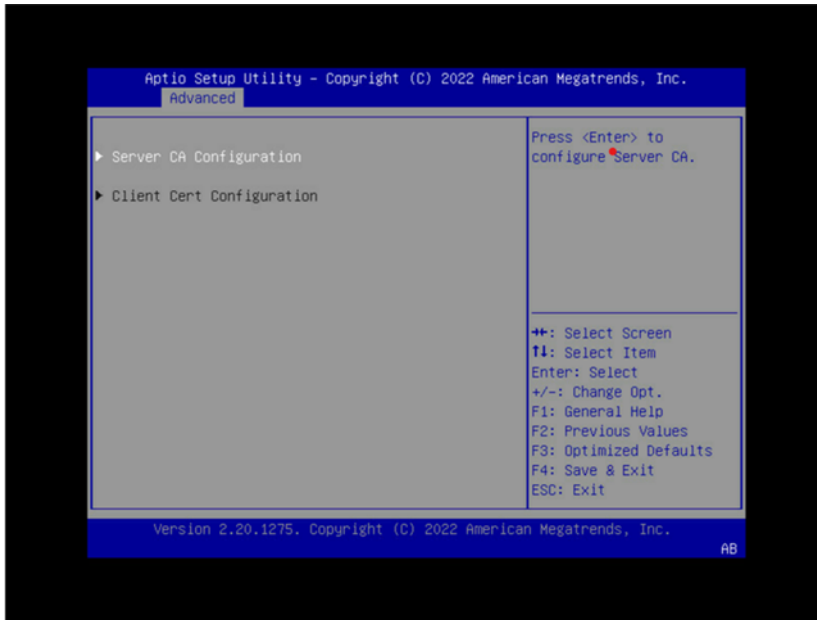 Aptio Setup Utility – Copyright (C) 2022 American Megatrends, Inc.
Advanced
Server CA Configuration
Client Cert Configuration
Press <Enter> to
configure Server CA.
→←: Select Screen
↑↓: Select Item
Enter: Select
+/-: Change Opt.
F1: General Help
F2: Previous Values
F3: Optimized Defaults
F4: Save & Exit
ESC: Exit
Version 2.20.1275. Copyright (C) 2022 American Megatrends, Inc.
AB